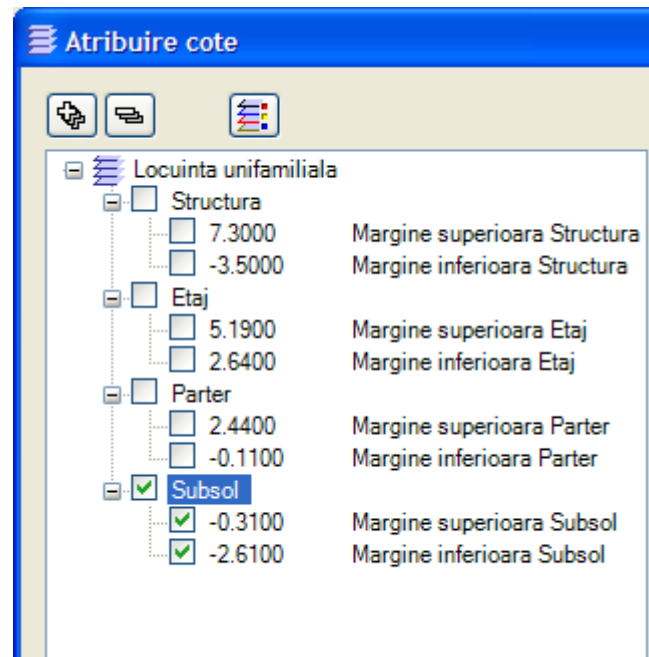 Atribuire cote
Locuinta unifamiliala
Structura
7.3000 Margine superioara Structura
-3.5000 Margine inferioara Structura
Etaj
5.1900 Margine superioara Etaj
2.6400 Margine inferioara Etaj
Parter
2.4400 Margine superioara Parter
-0.1100 Margine inferioara Parter
Subsol
-0.3100 Margine superioara Subsol
-2.6100 Margine inferioara Subsol